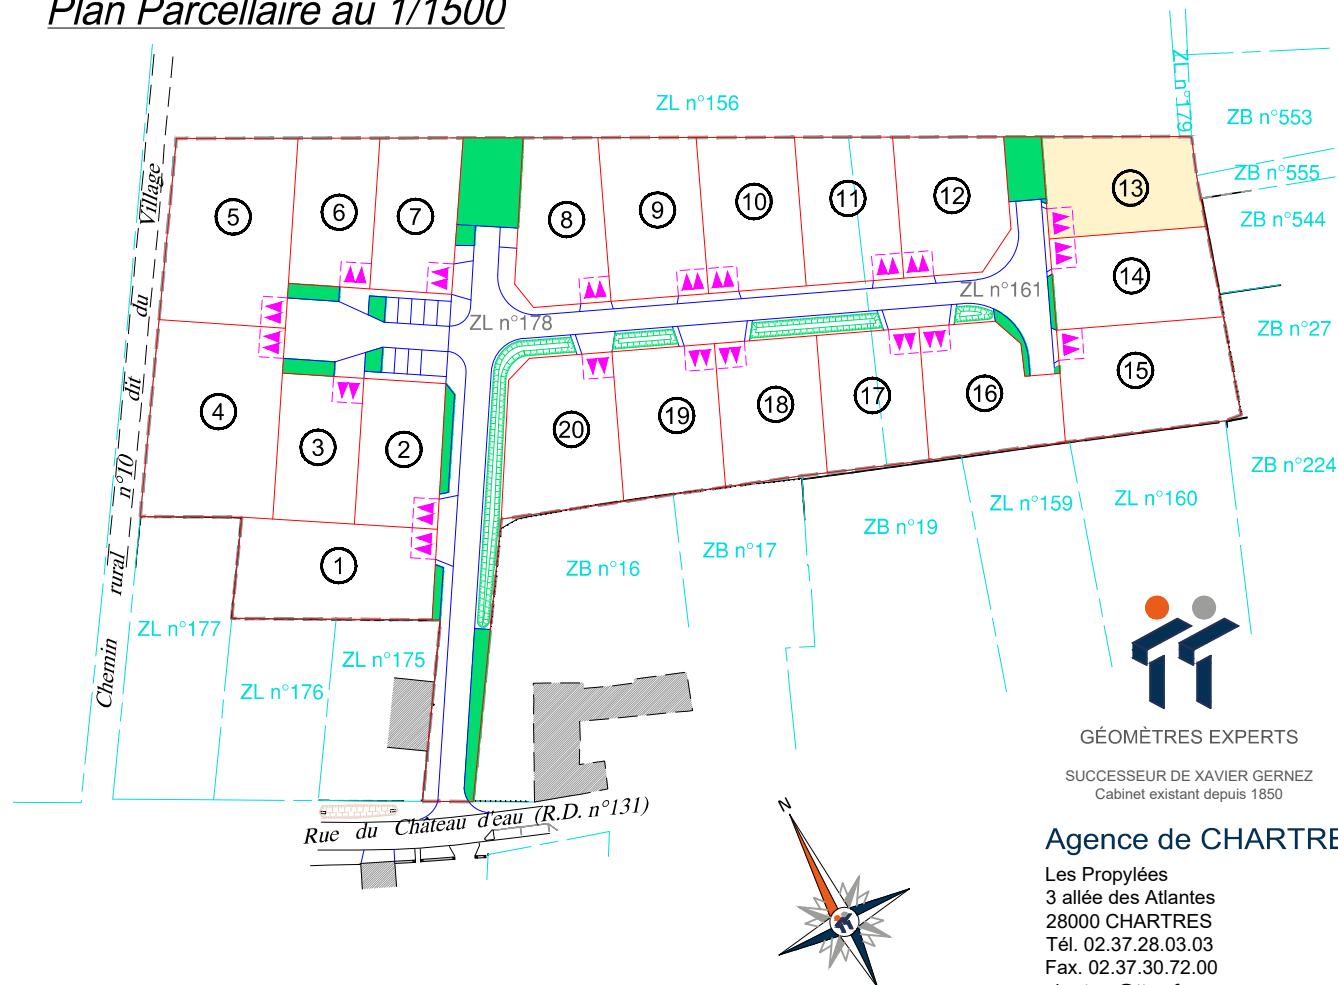 Plan Parcellaire au 1/1500
ZL n°156
ZL n°179
ZB n°553
ZB n°555
ZB n°544
ZB n°27
ZB n°224
Chemin rural n°10 dit du Village
5
6
7
8
9
10
11
12
13
14
15
16
17
18
19
20
4
3
2
1
ZL n°178
ZL n°161
ZB n°16
ZB n°17
ZB n°19
ZL n°159
ZL n°160
ZL n°177
ZL n°176
ZL n°175
Rue du Château d'eau (R.D. n°131)
N
GÉOMÈTRES EXPERTS
SUCCESSEUR DE XAVIER GERNEZ
Cabinet existant depuis 1850
Agence de CHARTRE
Les Propylées
3 allée des Atlantes
28000 CHARTRES
Tél. 02.37.28.03.03
Fax. 02.37.30.72.00